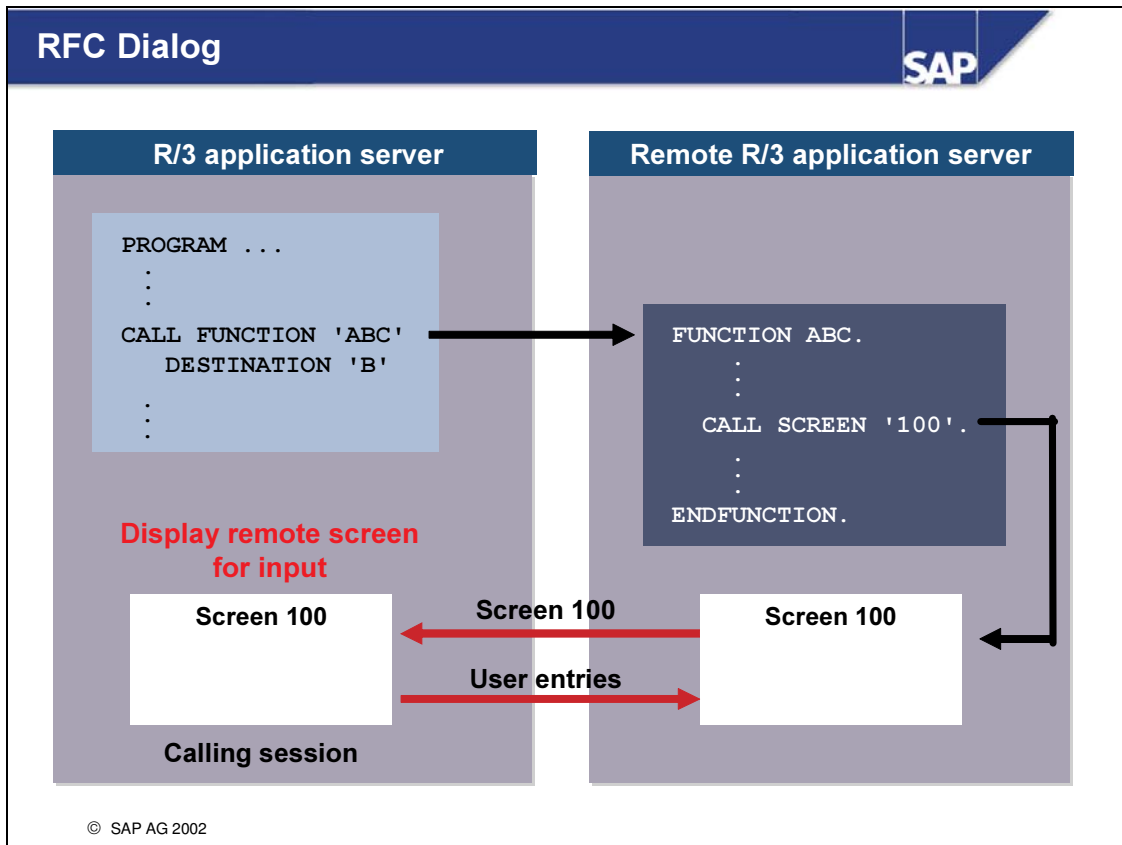 RFC Dialog
SAP
R/3 application server
PROGRAM ...
.
.
.
CALL FUNCTION 'ABC'
DESTINATION 'B'
.
.
.
Display remote screen
for input
Screen 100
Calling session
Screen 100
User entries
Remote R/3 application server
FUNCTION ABC.
.
.
.
CALL SCREEN '100'.
.
.
.
ENDFUNCTION.
Screen 100
© SAP AG 2002